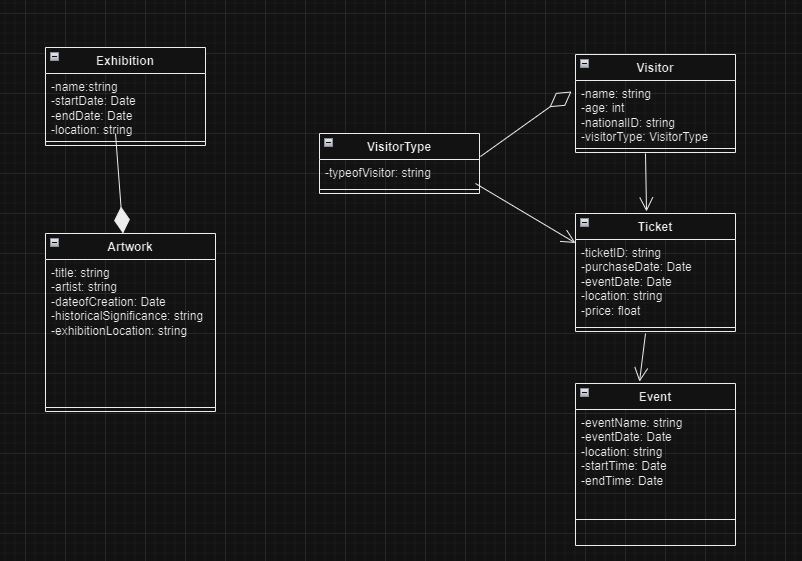 Exhibition
-name:string
-startDate: Date
-endDate: Date
-location: string
Visitor
-name: string
-age: int
-nationalID: string
-visitorType: VisitorType
VisitorType
-typeofVisitor: string
Ticket
-ticketID: string
-purchaseDate: Date
-eventDate: Date
-location: string
-price: float
Artwork
-title: string
-artist: string
-dateofCreation: Date
-historicalSignificance: string
-exhibitionLocation: string
Event
-eventName: string
-eventDate: Date
-location: string
-startTime: Date
-endTime: Date